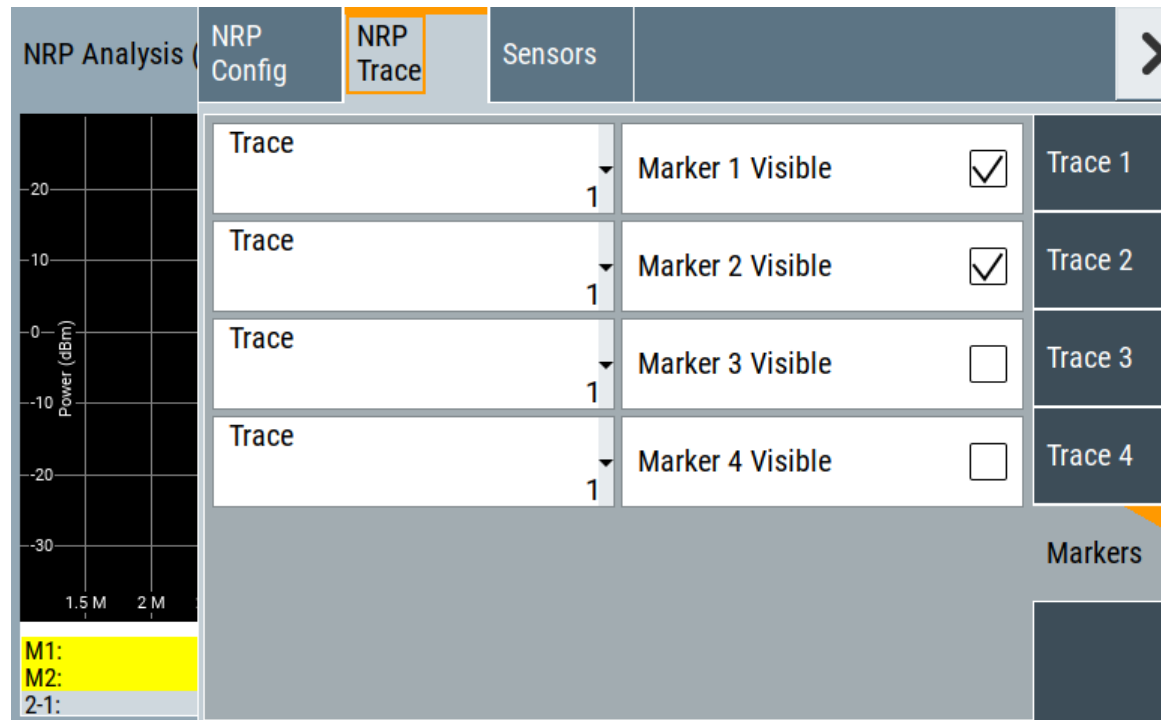 NRP Analysis (
NRP
Config
NRP
Trace
Sensors
20
10
0
-10
-20
-30
Power (dBm)
1.5 M 2 M
M1:
M2:
2-1:
Trace
1
Marker 1 Visible
Trace
1
Marker 2 Visible
Trace
1
Marker 3 Visible
Trace
1
Marker 4 Visible
Trace 1
Trace 2
Trace 3
Trace 4
Markers